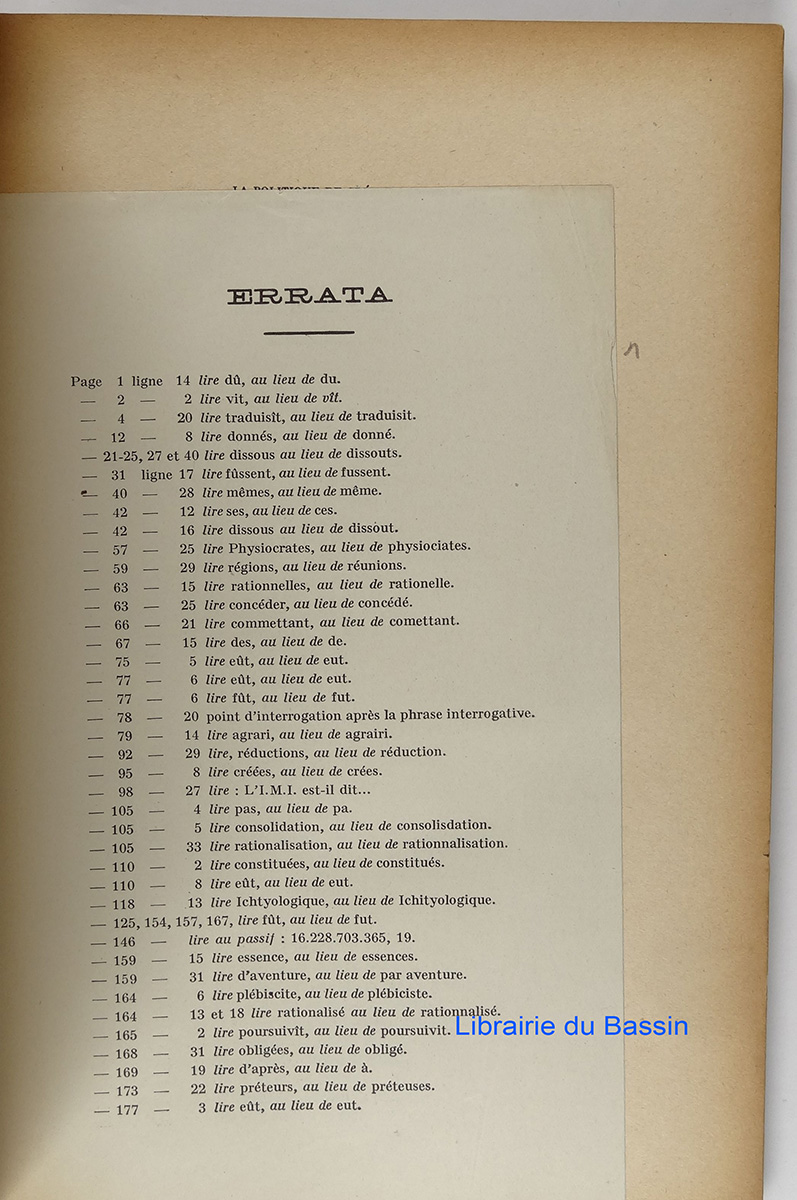 ERRATA
Page 1 ligne 14 lire dû, au lieu de du.
— 2 — 2 lire vit, au lieu de vît.
— 4 — 20 lire traduisît, au lieu de traduisit.
— 12 — 8 lire donnés, au lieu de donné.
— 21-25, 27 et 40 lire dissous au lieu de dissouts.
— 31 ligne 17 lire fûssent, au lieu de fussent.
— 40 — 28 lire mêmes, au lieu de même.
— 42 — 12 lire ses, au lieu de ces.
— 42 — 16 lire dissous au lieu de dissout.
— 57 — 25 lire Physiocrates, au lieu de physiociates.
— 59 — 29 lire régions, au lieu de réunions.
— 63 — 15 lire rationnelles, au lieu de rationelle.
— 63 — 25 lire concéder, au lieu de concédé.
— 66 — 21 lire commettant, au lieu de comettant.
— 67 — 15 lire des, au lieu de de.
— 75 — 5 lire eût, au lieu de eut.
— 77 — 6 lire eût, au lieu de eut.
— 77 — 6 lire fût, au lieu de fut.
— 78 — 20 point d'interrogation après la phrase interrogative.
— 79 — 14 lire agrari, au lieu de agrairi.
— 92 — 29 lire, réductions, au lieu de réduction.
— 95 — 8 lire créées, au lieu de crées.
— 98 — 27 lire : L'I.M.I. est-il dit...
— 105 — 4 lire pas, au lieu de pa.
— 105 — 5 lire consolidation, au lieu de consolisdation.
— 105 — 33 lire rationalisation, au lieu de rationnalisation.
— 110 — 2 lire constituées, au lieu de constitués.
— 110 — 8 lire eût, au lieu de eut.
— 118 — 13 lire Ichtyologique, au lieu de Ichityologique.
— 125, 154, 157, 167, lire fût, au lieu de fut.
— 146 — lire au passif : 16.228.703.365, 19.
— 159 — 15 lire essence, au lieu de essences.
— 159 — 31 lire d'aventure, au lieu de par aventure.
— 164 — 6 lire plébiscite, au lieu de plébiciste.
— 164 — 13 et 18 lire rationalisé au lieu de rationnalisé.
— 165 — 2 lire poursuivît, au lieu de poursuivit.
Librairie du Bassin
— 168 — 31 lire obligées, au lieu de obligé.
— 169 — 19 lire d'après, au lieu de à.
— 173 — 22 lire préteurs, au lieu de préteuses.
— 177 — 3 lire eût, au lieu de eut.